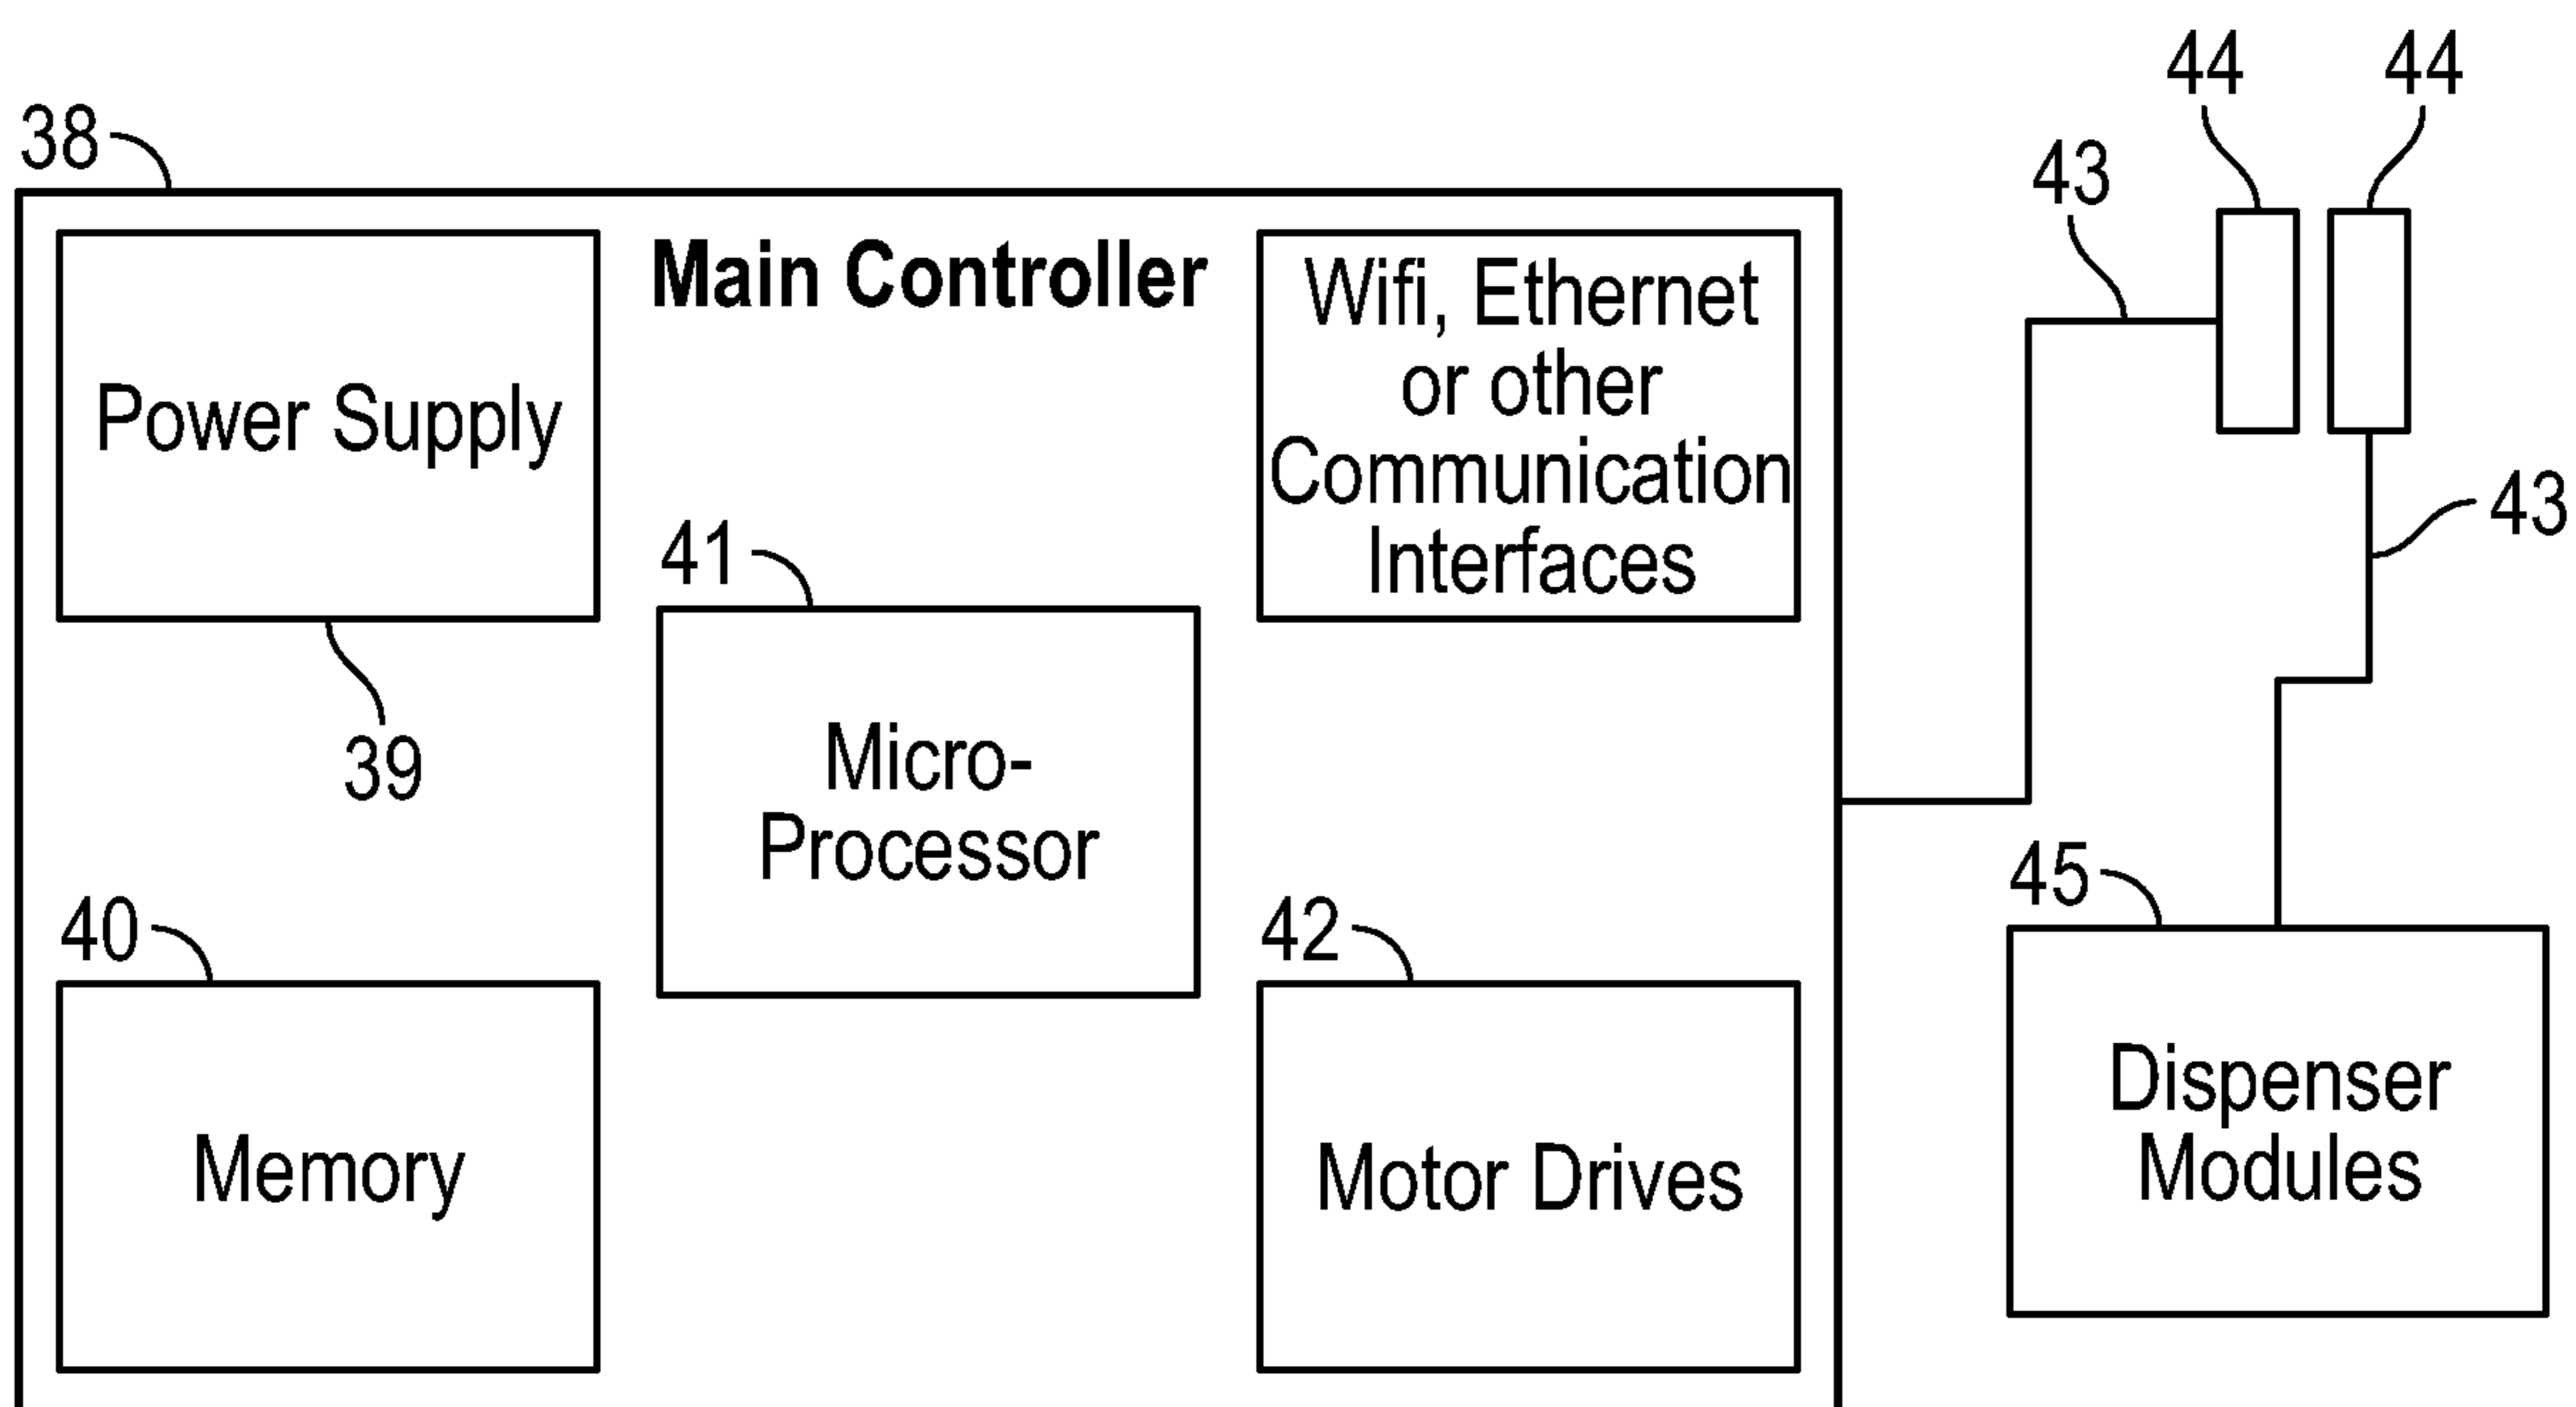 44
44
38
43
Main Controller
Power Supply
Wifi, Ethernet
or other
Communication
Interfaces
43
41
39
Micro-
Processor
45
40
42
Memory
Motor Drives
Dispenser
Modules